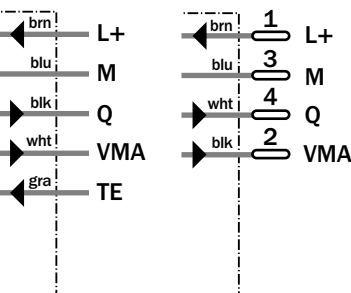 brn L+
blu M
blk Q
wht VMA
gra TE
brn 1 L+
blu 3 M
wht 4 Q
blk 2 VMA